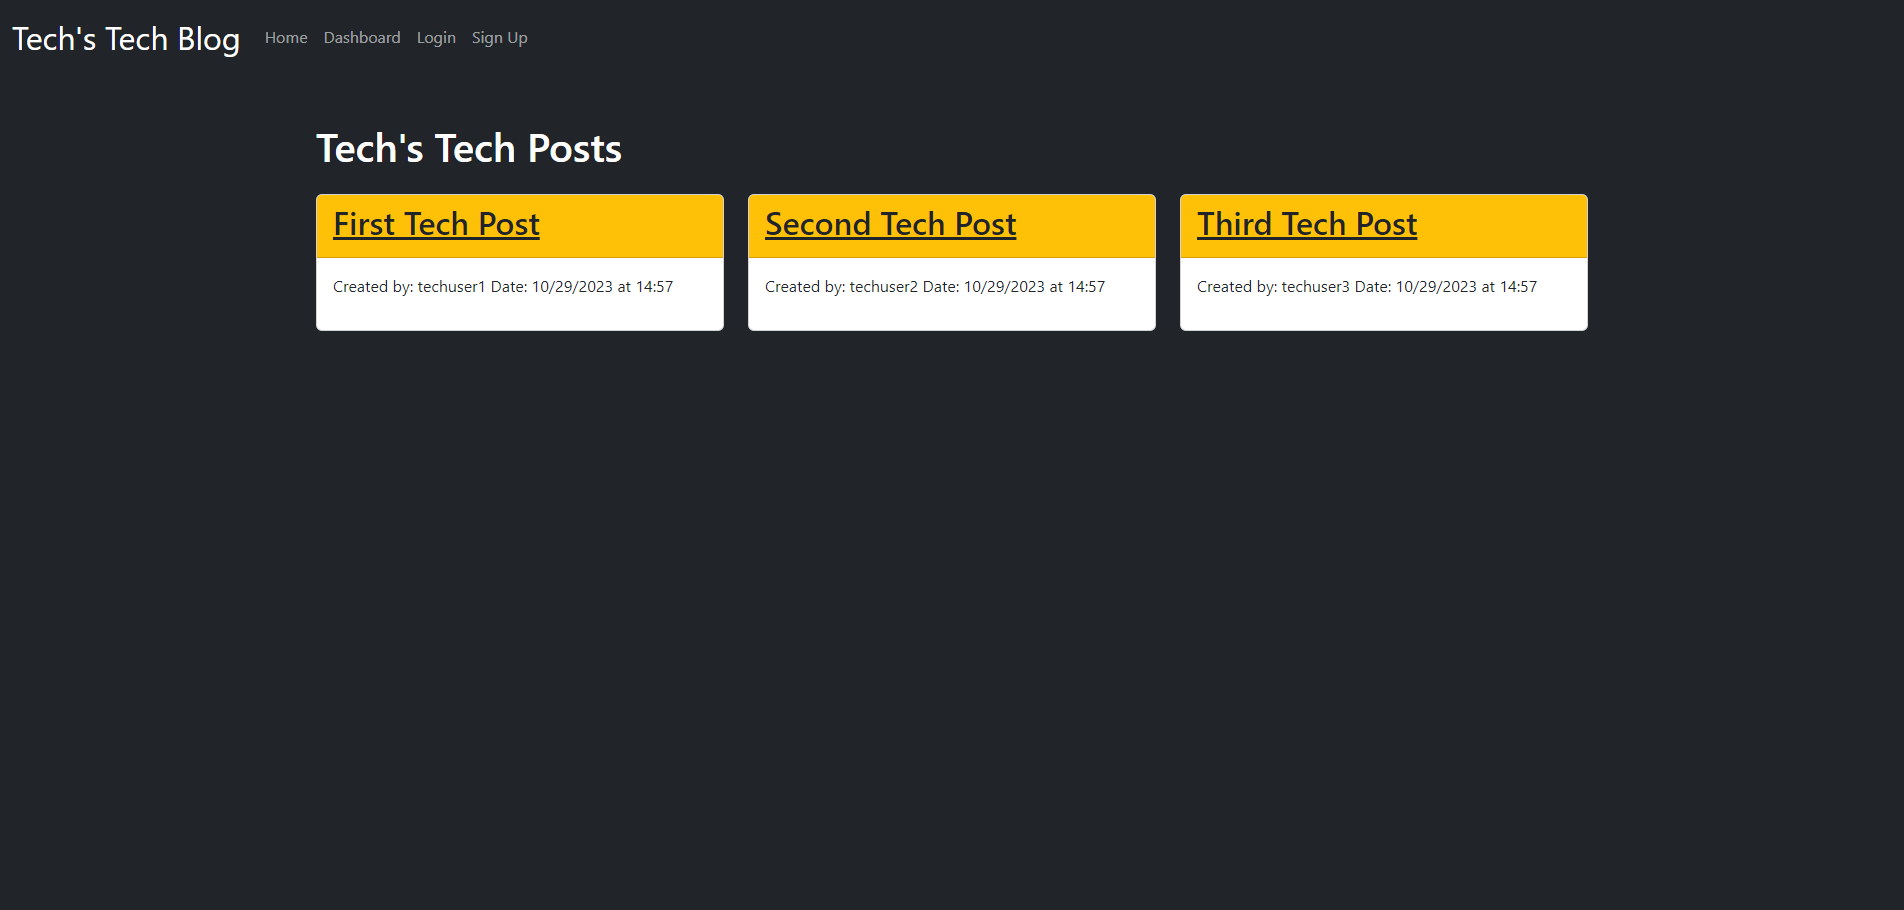 Tech's Tech Blog Home Dashboard Login Sign Up
Tech's Tech Posts
First Tech Post
Created by: techuser1 Date: 10/29/2023 at 14:57
Second Tech Post
Created by: techuser2 Date: 10/29/2023 at 14:57
Third Tech Post
Created by: techuser3 Date: 10/29/2023 at 14:57